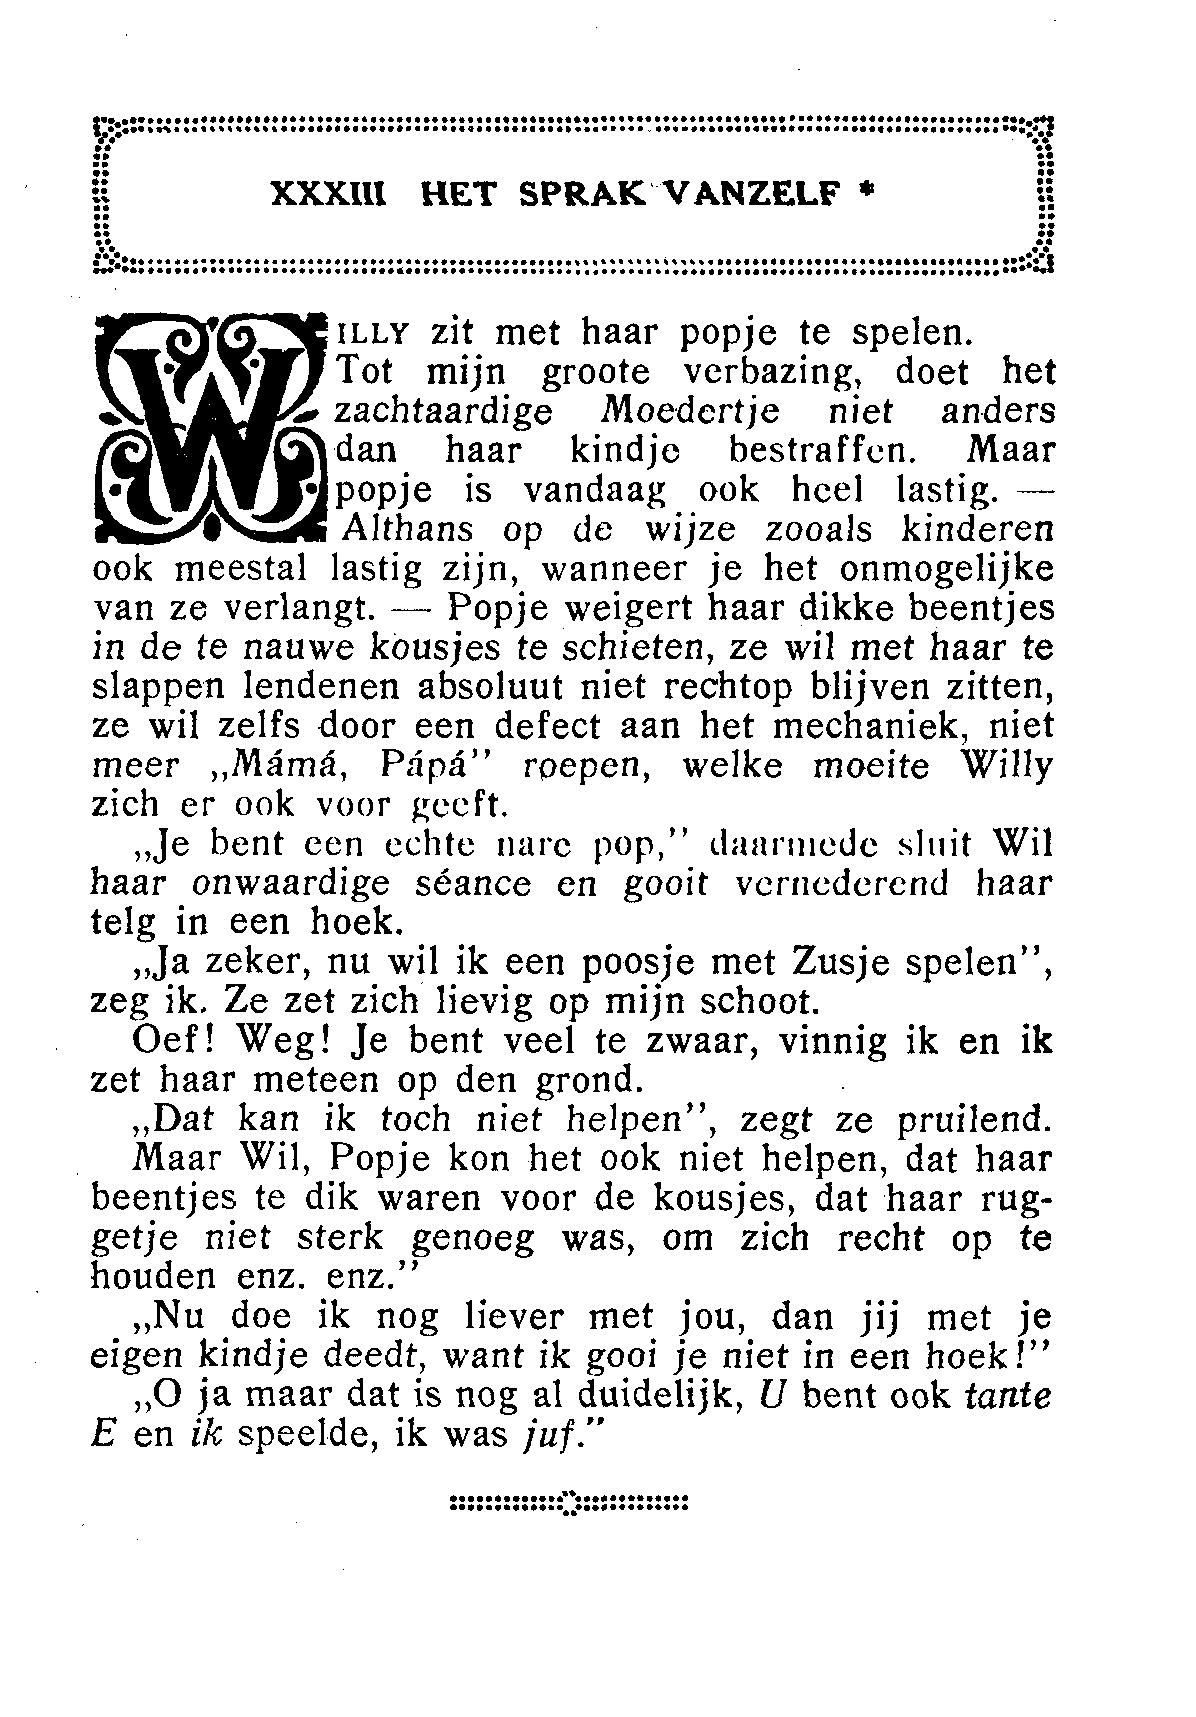 XXXIII HET SPRAK VANZELF *
WILLY zit met haar popje te spelen.
Tot mijn groote verbazing, doet het
zachtaardige Moedertje niet anders
dan haar kindje bestraffen. Maar
popje is vandaag ook heel lastig. —
Althans op de wijze zooals kinderen
ook meestal lastig zijn, wanneer je het onmogelijke
van ze verlangt. — Popje weigert haar dikke beentjes
in de te nauwe kousjes te schieten, ze wil met haar te
slappen lendenen absoluut niet rechtop blijven zitten,
ze wil zelfs door een defect aan het mechaniek, niet
meer „Mámá, Pápá” roepen, welke moeite Willy
zich er ook voor geeft.
„Je bent een echte nare pop,” daarmede sluit Wil
haar onwaardige séance en gooit vernederend haar
telg in een hoek.
„Ja zeker, nu wil ik een poosje met Zusje spelen”,
zeg ik. Ze zet zich lievig op mijn schoot.
Oef! Weg! Je bent veel te zwaar, vinnig ik en ik
zet haar meteen op den grond.
„Dat kan ik toch niet helpen”, zegt ze pruilend.
Maar Wil, Popje kon het ook niet helpen, dat haar
beentjes te dik waren voor de kousjes, dat haar rug-
getje niet sterk genoeg was, om zich recht op te
houden enz. enz.”
„Nu doe ik nog liever met jou, dan jij met je
eigen kindje deedt, want ik gooi je niet in een hoek!”
„O ja maar dat is nog al duidelijk, U bent ook tante
E en ik speelde, ik was juf.”